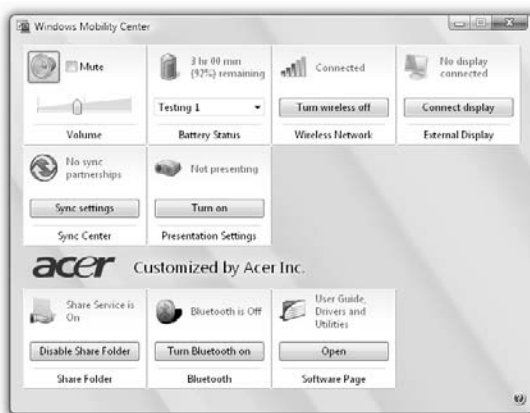 Windows Mobility Center
Mute
Volume
3 hr 00 min
(92%) remaining
Testing 1
Battery Status
Connected
Turn wireless off
Wireless Network
No display
connected
Connect display
External Display
No sync
partnerships
Sync settings
Sync Center
Not presenting
Turn on
Presentation Settings
acer Customized by Acer Inc.
Share Service is
On
Disable Share Folder
Share Folder
Bluetooth is Off
Turn Bluetooth on
Bluetooth
User Guide,
Drivers and
Utilities
Open
Software Page